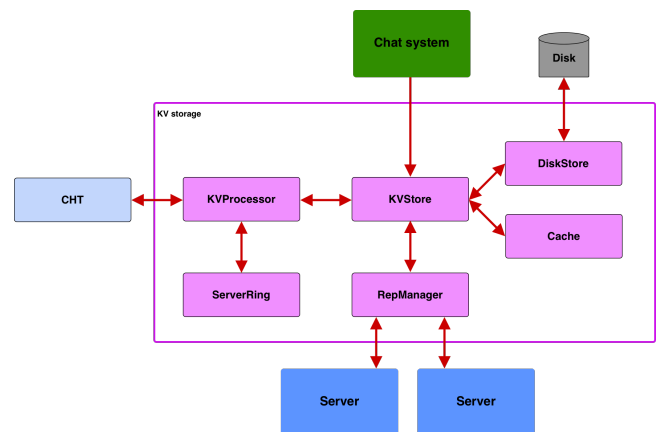 Chat system
Disk
KV storage
DiskStore
CHT
KVProcessor
KVStore
Cache
ServerRing
RepManager
Server
Server